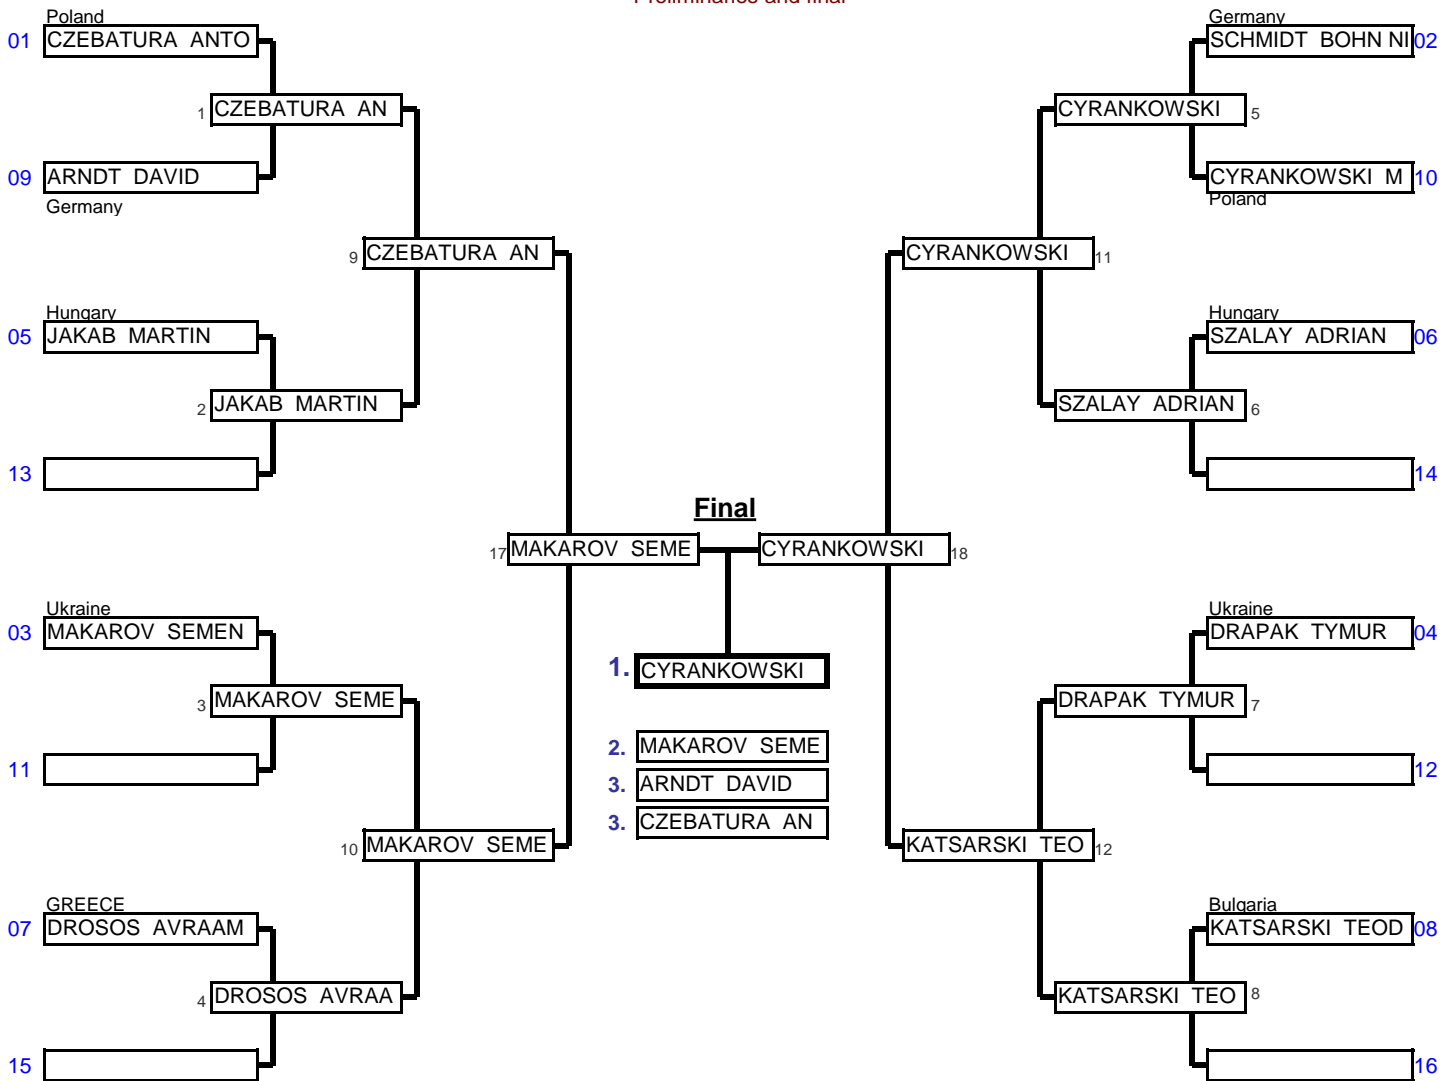 Preliminaries and final
Poland Germany
01 CZEBATURA ANTO SCHMIDT BOHN NI 02
1 CZEBATURA AN CYRANKOWSKI 5
09 ARNDT DAVID CYRANKOWSKI M 10
Germany Poland
9 CZEBATURA AN CYRANKOWSKI 11
Hungary Hungary
05 JAKAB MARTIN SZALAY ADRIAN 06
2 JAKAB MARTIN SZALAY ADRIAN 6
13 14
Final
17 MAKAROV SEME CYRANKOWSKI 18
Ukraine Ukraine
03 MAKAROV SEMEN DRAPAK TYMUR 04
1. CYRANKOWSKI
3 MAKAROV SEME DRAPAK TYMUR 7
2. MAKAROV SEME
11 12
3. ARNDT DAVID
3. CZEBATURA AN
10 MAKAROV SEME KATSARSKI TEO 12
GREECE Bulgaria
07 DROSOS AVRAAM KATSARSKI TEOD 08
4 DROSOS AVRAA KATSARSKI TEO 8
15 16